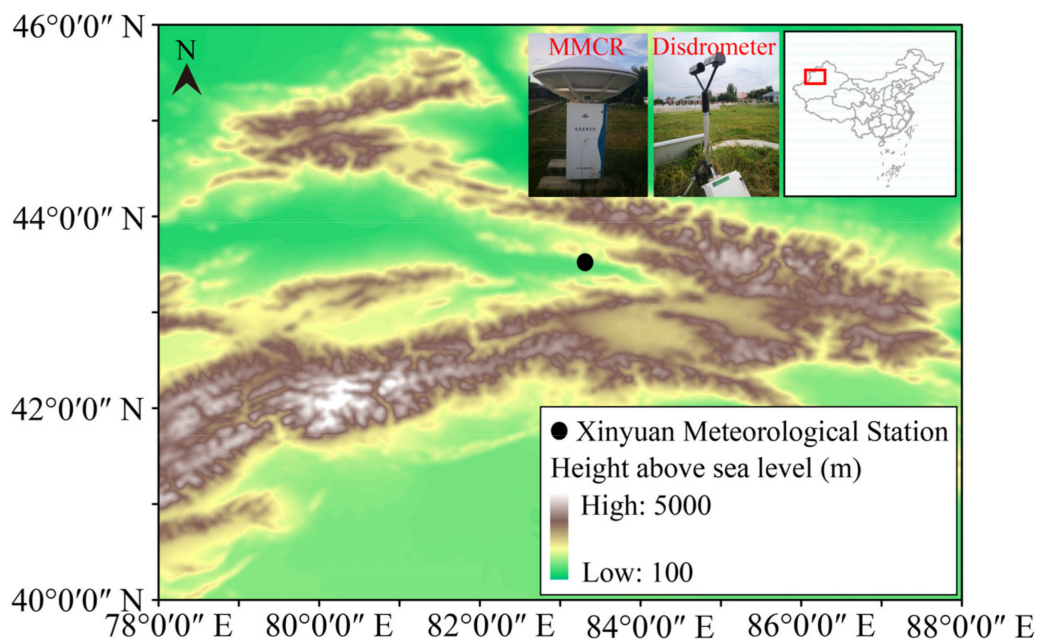 46°0′0″ N
44°0′0″ N
42°0′0″ N
40°0′0″ N
N
MMCR
Disdrometer
Xinyuan Meteorological Station
Height above sea level (m)
High: 5000
Low: 100
78°0′0″ E
80°0′0″ E
82°0′0″ E
84°0′0″ E
86°0′0″ E
88°0′0″ E